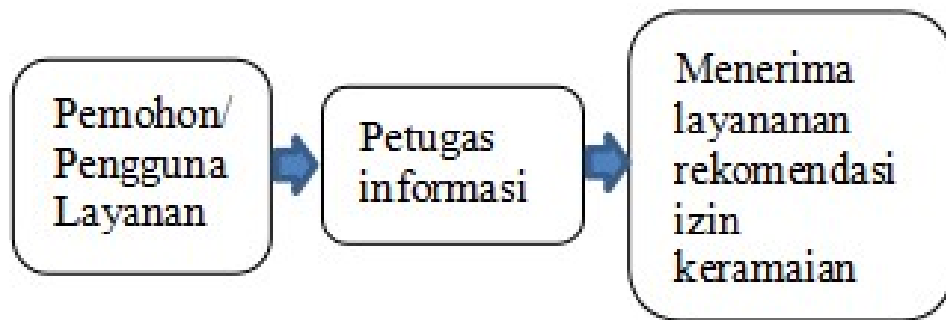 Pemohon/
Pengguna
Layanan
Petugas
informasi
Menerima
layananan
rekomendasi
izin
keramaian